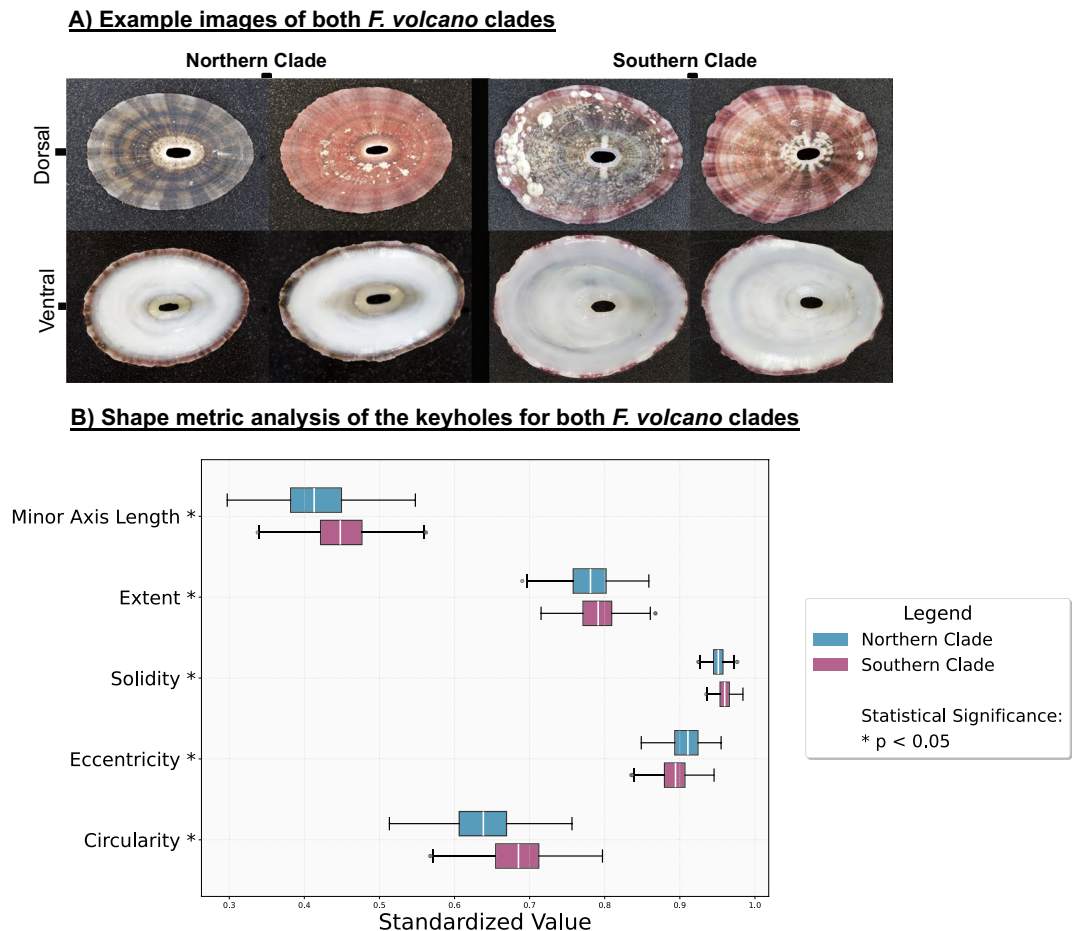 A) Example images of both F. volcano clades
Northern Clade
Southern Clade
Dorsal
Ventral
B) Shape metric analysis of the keyholes for both F. volcano clades
Minor Axis Length *
Extent *
Solidity *
Eccentricity *
Circularity *
0.3 0.4 0.5 0.6 0.7 0.8 0.9 1.0
Standardized Value
Legend
Northern Clade
Southern Clade
Statistical Significance:
* p < 0.05